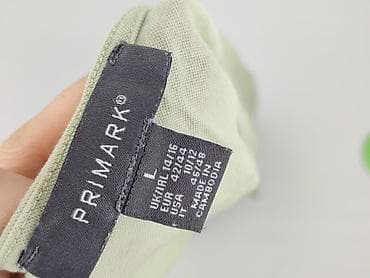 PRIMARK®
L
UK/IRL 14/16
EUR 42/44
USA 10/12
IT 46/48
MADE IN
CAMBODIA